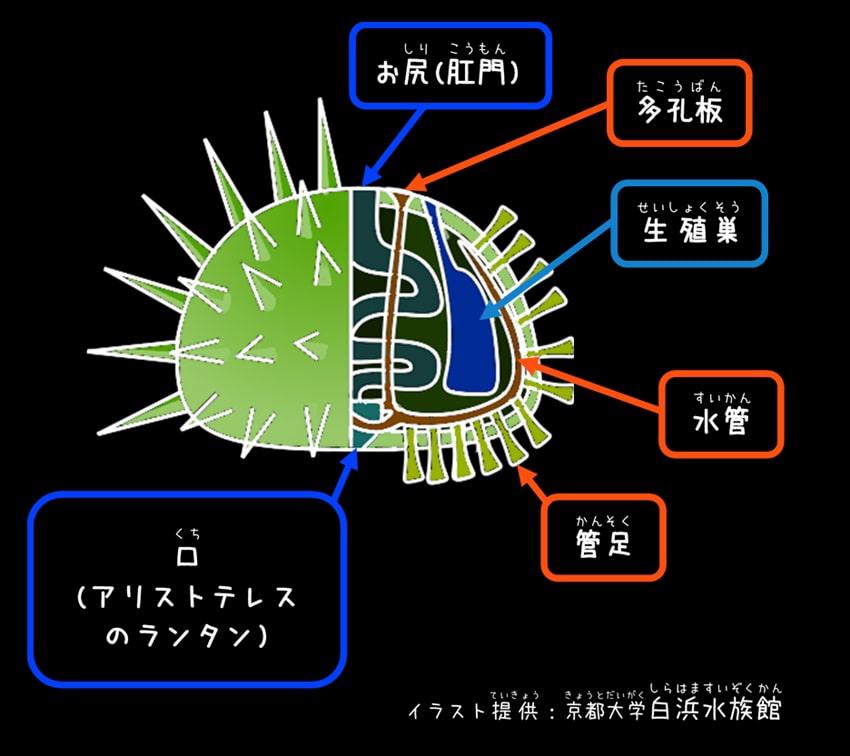 しり こうもん
お尻(肛門)
たこうばん
多孔板
せいしょくそう
生殖巣
すいかん
水管
かんそく
管足
くち
口
(アリストテレス
のランタン)
ていきょう きょうとだいがくしらはますいぞくかん
イラスト提供：京都大学白浜水族館